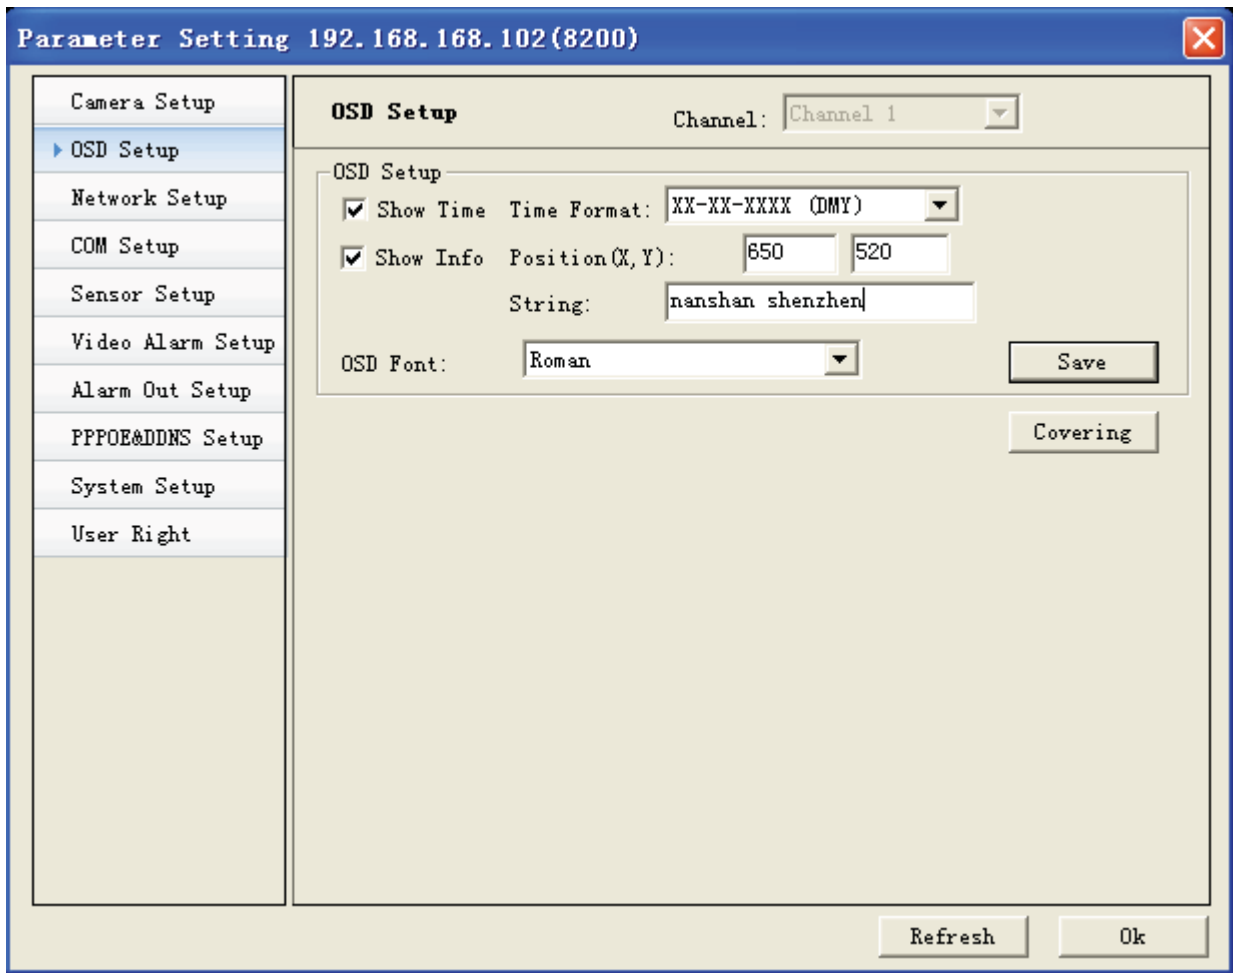 Parameter Setting 192.168.168.102(8200)
Camera Setup
OSD Setup
Network Setup
COM Setup
Sensor Setup
Video Alarm Setup
Alarm Out Setup
PPPOE&DDNS Setup
System Setup
User Right
OSD Setup Channel: Channel 1
OSD Setup
Show Time Time Format: XX-XX-XXXX (DMY)
Show Info Position(X,Y): 650 520
String: nanshan shenzhen
OSD Font: Roman Save
Covering
Refresh Ok